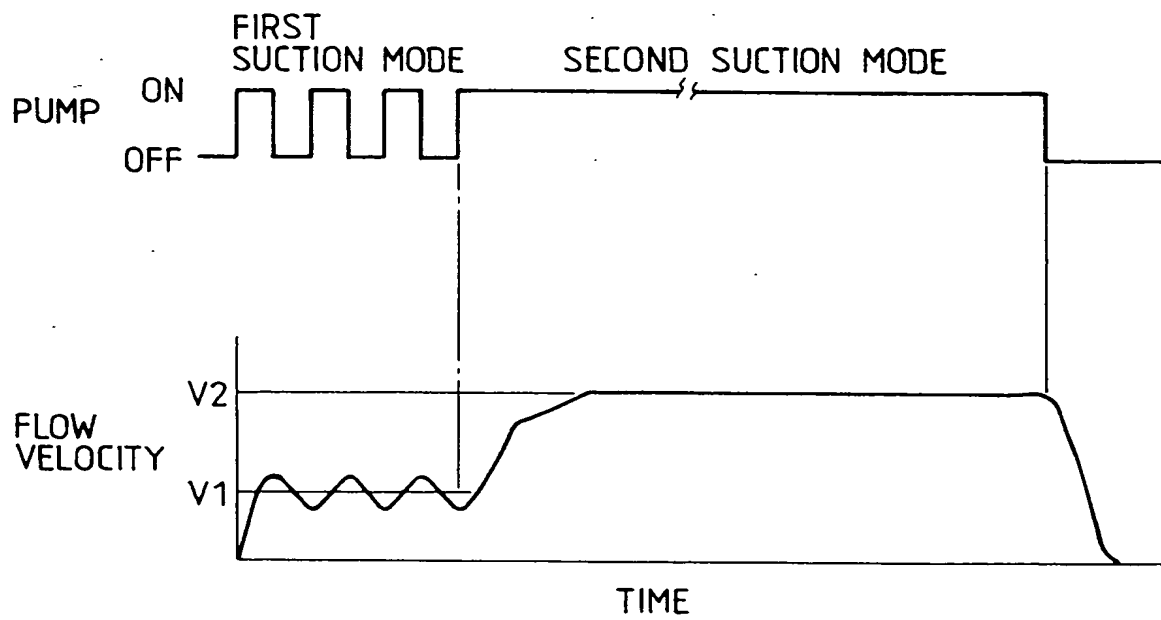 FIRST
SUCTION MODE
SECOND SUCTION MODE
PUMP
ON
OFF
V2
FLOW
VELOCITY
V1
TIME